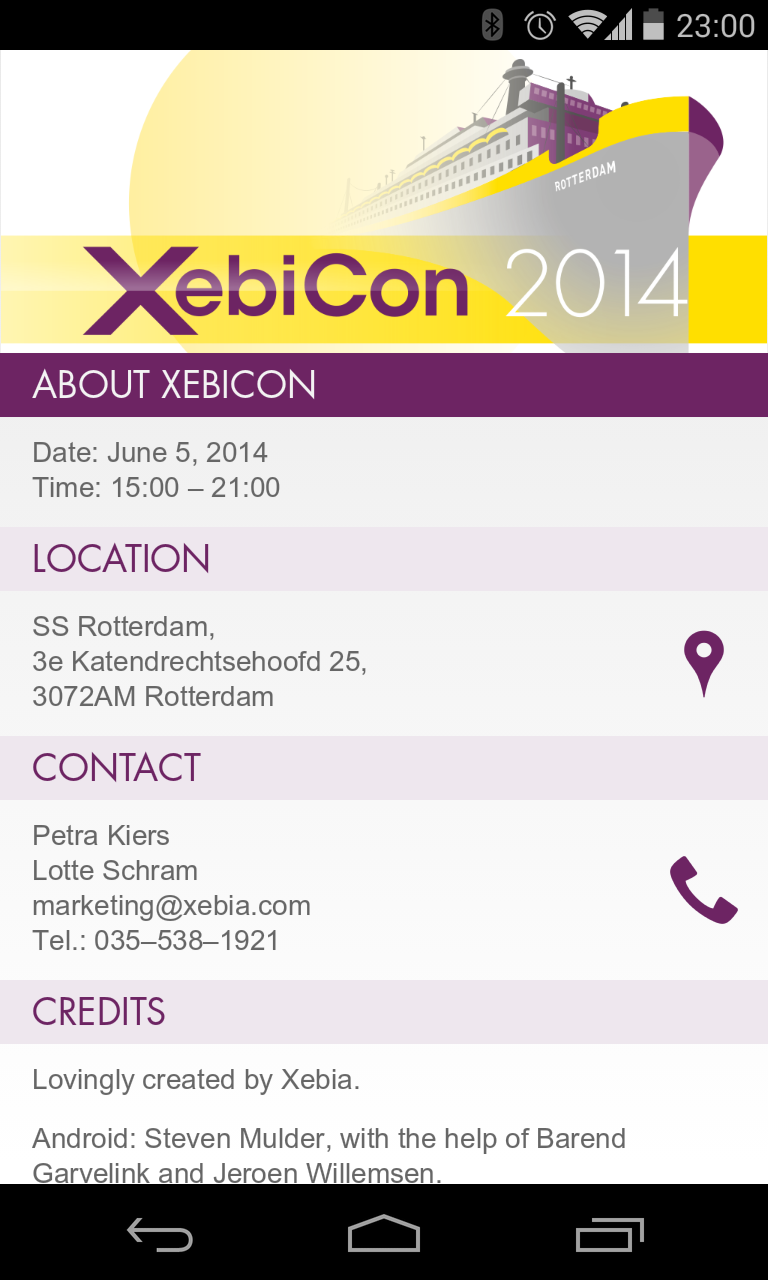 23:00
ROTTERDAM
XebiCon 2014
ABOUT XEBICON
Date: June 5, 2014
Time: 15:00 – 21:00
LOCATION
SS Rotterdam,
3e Katendrechtsehoofd 25,
3072AM Rotterdam
CONTACT
Petra Kiers
Lotte Schram
marketing@xebia.com
Tel.: 035–538–1921
CREDITS
Lovingly created by Xebia.
Android: Steven Mulder, with the help of Barend
Garvelink and Jeroen Willemsen.